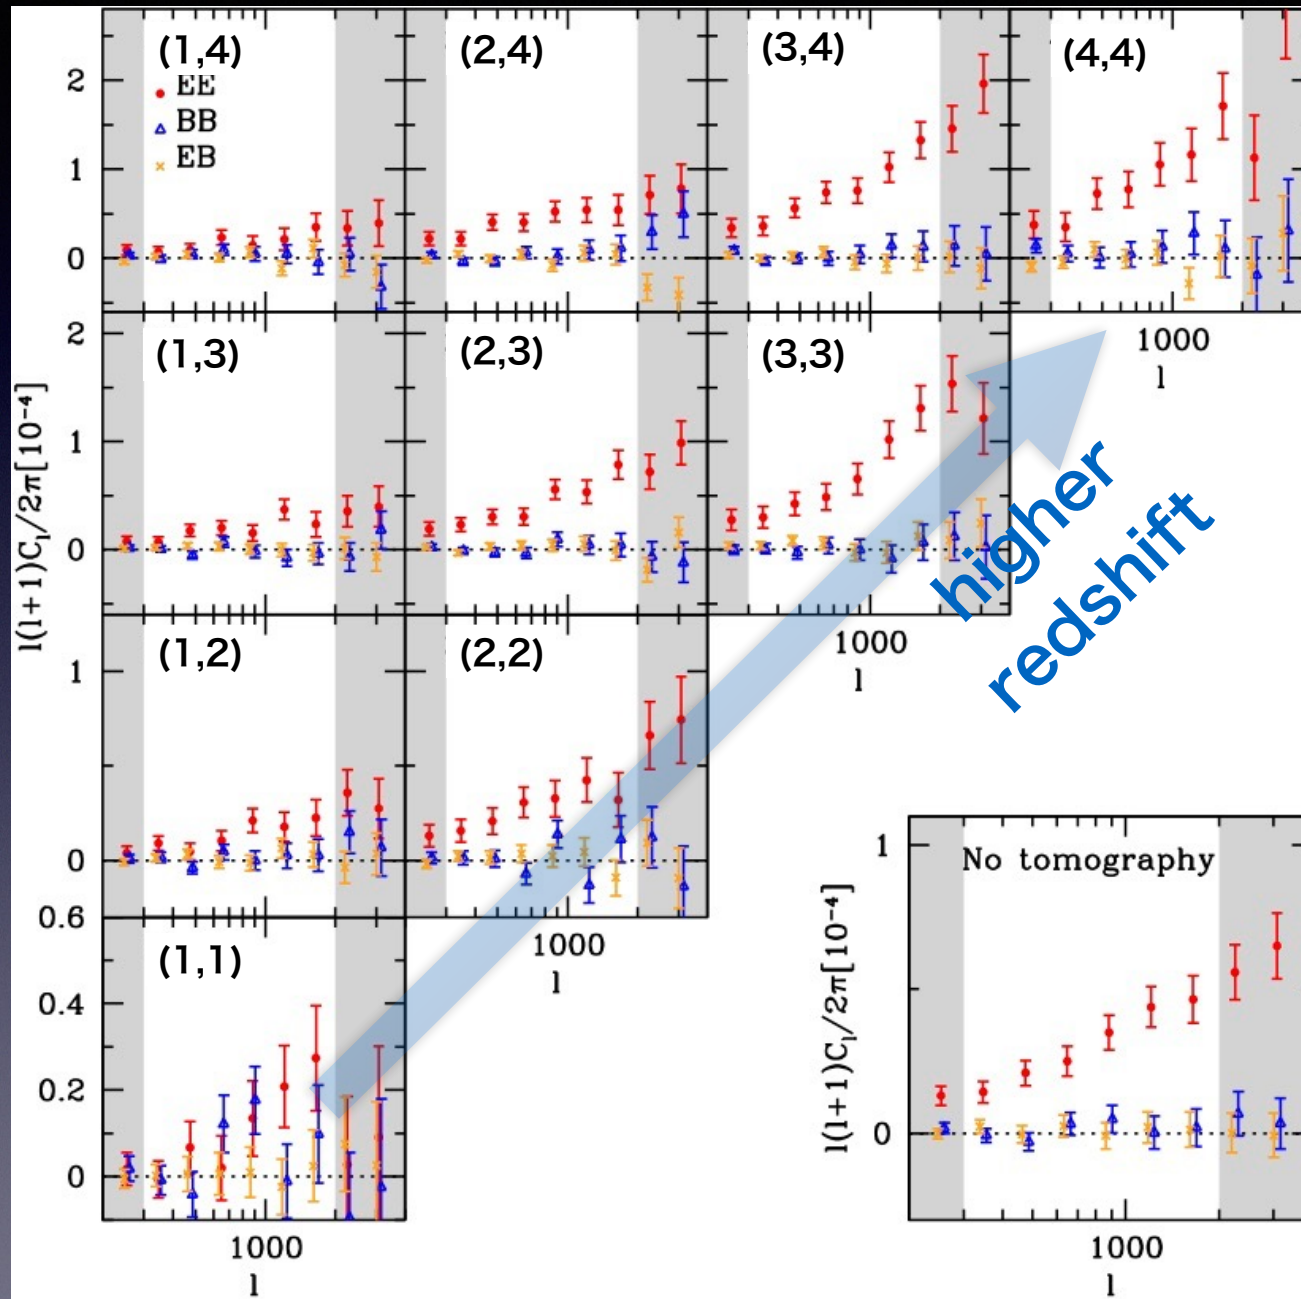 (1,4)
(2,4)
(3,4)
(4,4)
EE
BB
EB
2
1
0
1000
l
(1,3)
(2,3)
(3,3)
2
1
0
l(l+1)C_l/2π[10⁻⁴]
1000
l
higher
redshift
(1,2)
(2,2)
1
0
1000
l
(1,1)
0.6
0.4
0.2
0
1000
l
No tomography
1
0
l(l+1)C_l/2π[10⁻⁴]
1000
l